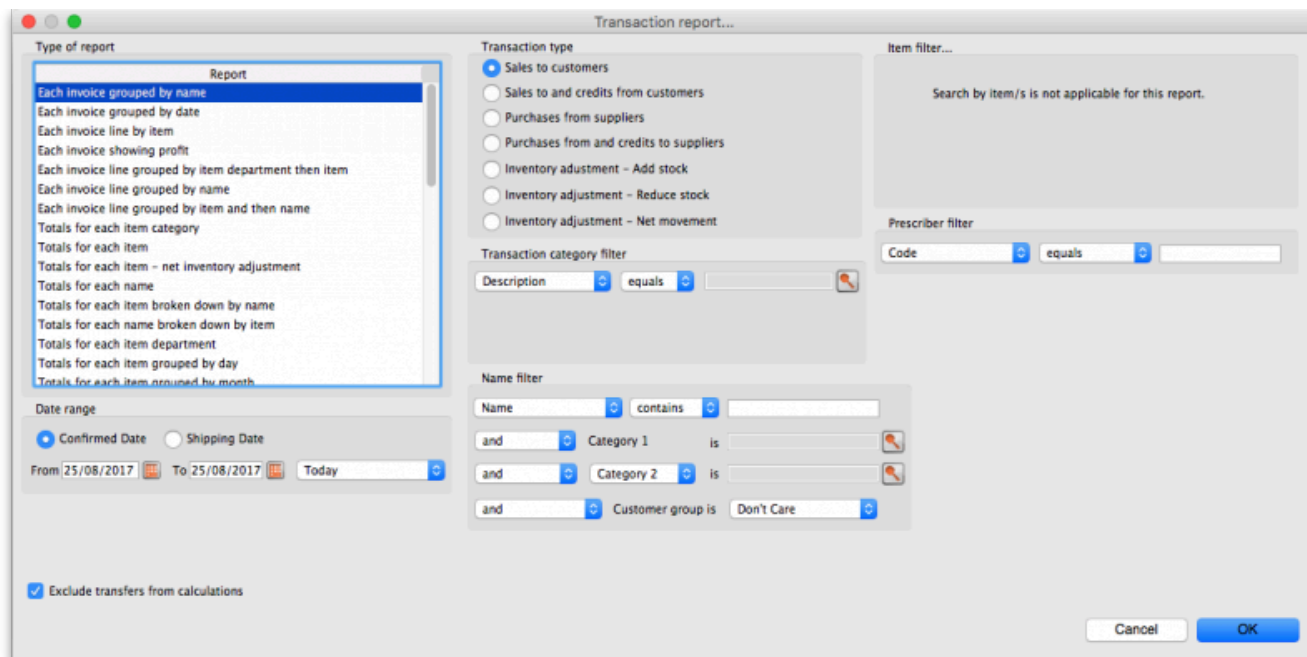 Transaction report...
Type of report
Report
Each invoice grouped by name
Each invoice grouped by date
Each invoice line by item
Each invoice showing profit
Each invoice line grouped by item department then item
Each invoice line grouped by name
Each invoice line grouped by item and then name
Totals for each item category
Totals for each item
Totals for each item - net inventory adjustment
Totals for each name
Totals for each item broken down by name
Totals for each name broken down by item
Totals for each item department
Totals for each item grouped by day
Totals for each item grouped by month
Date range
Confirmed Date Shipping Date
From 25/08/2017 To 25/08/2017 Today
Exclude transfers from calculations
Transaction type
Sales to customers
Sales to and credits from customers
Purchases from suppliers
Purchases from and credits to suppliers
Inventory adustment - Add stock
Inventory adjustment - Reduce stock
Inventory adjustment - Net movement
Transaction category filter
Description equals
Name filter
Name contains
and Category 1 is
and Category 2 is
and Customer group is Don't Care
Item filter...
Search by item/s is not applicable for this report.
Prescriber filter
Code equals
Cancel OK